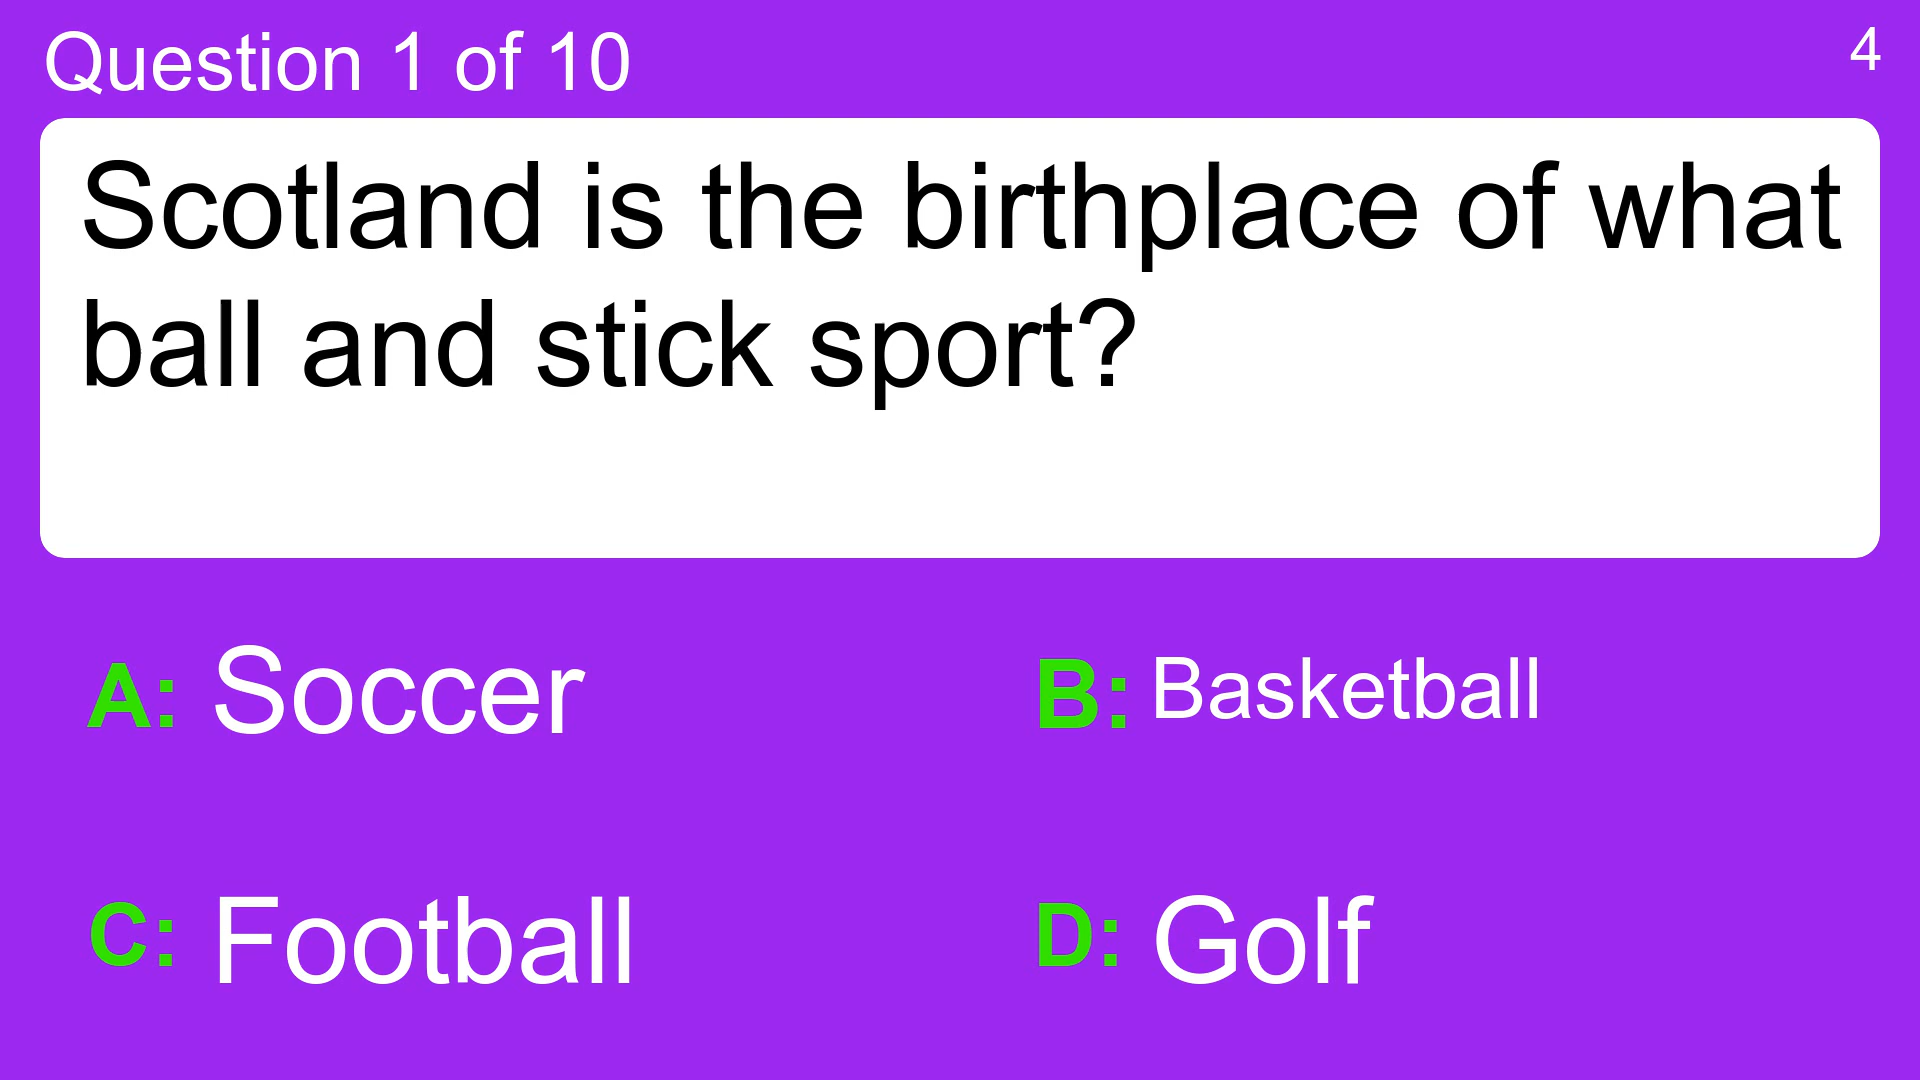 Question 1 of 10
4
Scotland is the birthplace of what
ball and stick sport?
A: Soccer
B: Basketball
C: Football
D: Golf